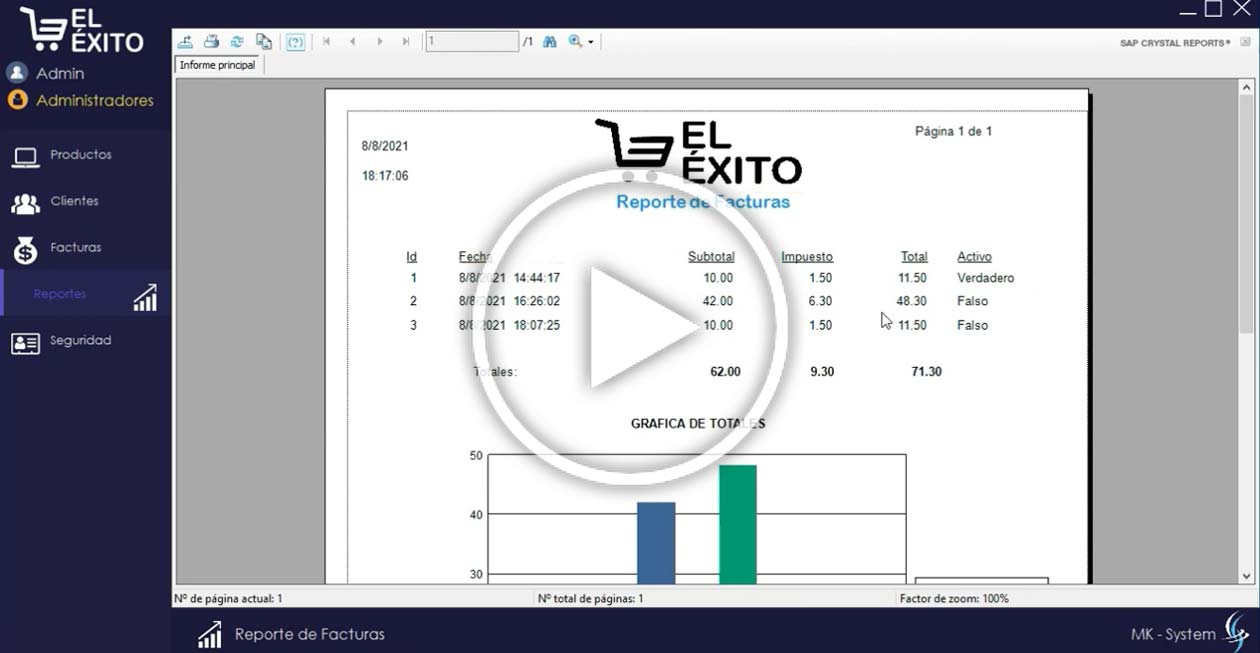 EL
ÉXITO
Admin
Administradores
Productos
Clientes
Facturas
Reportes
Seguridad
1 /1
SAP CRYSTAL REPORTS®
Informe principal
8/8/2021
18:17:06
EL
ÉXITO
Página 1 de 1
Reporte de Facturas
Id Fecha Subtotal Impuesto Total Activo
1 8/8/2021 14:44:17 10.00 1.50 11.50 Verdadero
2 8/8/2021 16:26:02 42.00 6.30 48.30 Falso
3 8/8/2021 18:07:25 10.00 1.50 11.50 Falso
Totales: 62.00 9.30 71.30
GRAFICA DE TOTALES
50
40
30
Nº de página actual: 1 Nº total de páginas: 1 Factor de zoom: 100%
Reporte de Facturas MK - System